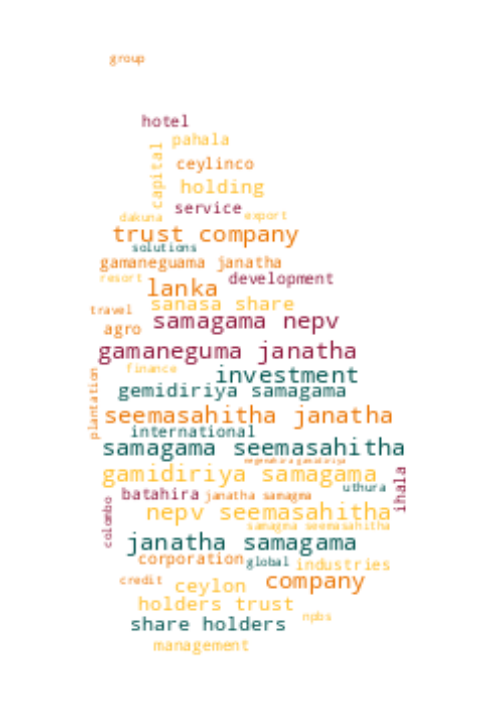 group
hotel
pahala
capital
ceylinco
holding
service
dakuna
export
trust company
solutions
gamaneguama janatha
resort
development
lanka
sanasa share
travel
samagama nepv
agro
gamaneguma janatha
finance
investment
plantation
gemidiriya samagama
seemasahitha janatha
international
samagama seemasahitha
gamidiriya samagama
uthura
ihala
batahira
janatha samagma
colombo
nepv seemasahitha
samagma seemasahitha
janatha samagama
corporation
global
industries
credit
ceylon
company
holders trust
npbs
share holders
management